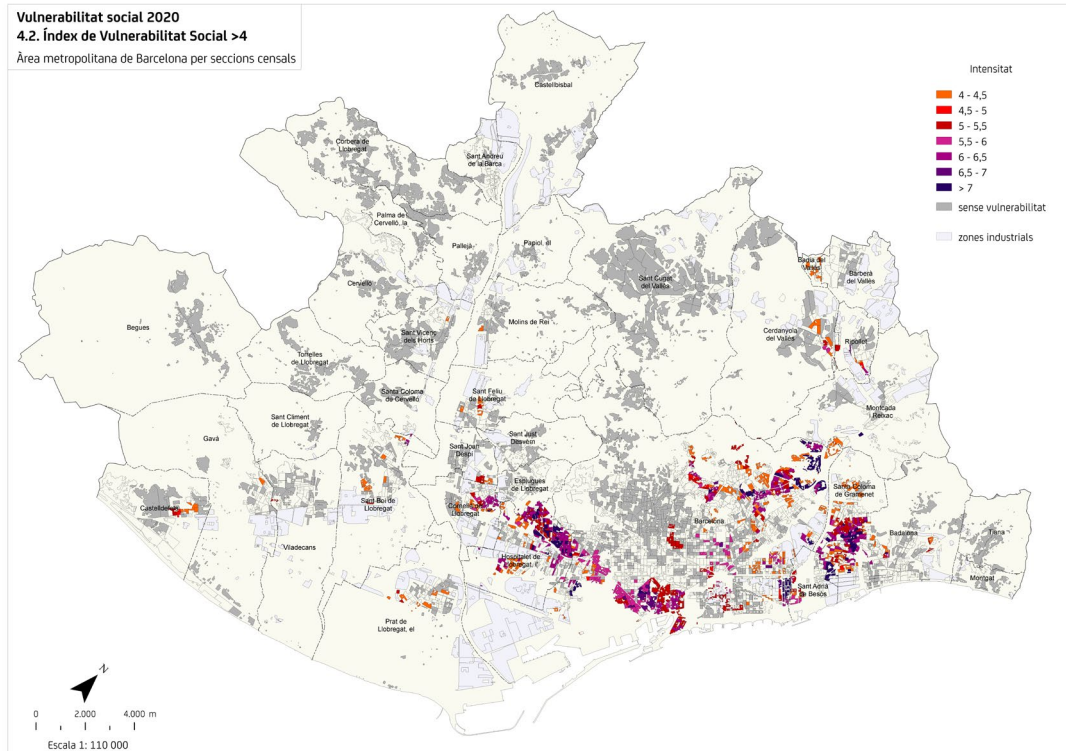 Vulnerabilitat social 2020
4.2. Índex de Vulnerabilitat Social >4
Àrea metropolitana de Barcelona per seccions censals
Intensitat
4 - 4,5
4,5 - 5
5 - 5,5
5,5 - 6
6 - 6,5
6,5 - 7
> 7
sense vulnerabilitat
zones industrials
Castellbisbal
Corbera de
Llobregat
Sant Andreu
de la Barca
Palma de
Cervelló, la
Pallejà
Papiol, el
Sant Cugat
del Vallès
Badia del
Vallès
Barberà
del Vallès
Cervelló
Begues
Molins de Rei
Sant Vicenç
dels Horts
Cerdanyola
del Vallès
Ripollet
Torrelles
de Llobregat
Santa Coloma
de Cervelló
Sant Feliu
de Llobregat
Montcada
i Reixac
Sant Climent
de Llobregat
Gavà
Sant Just
Desvern
Sant Joan
Despí
Esplugues
de Llobregat
Santa Coloma
de Gramenet
Castelldefels
Sant Boi de
Llobregat
Cornellà de
Llobregat
Barcelona
Badalona
Tiana
Viladecans
Hospitalet de
Llobregat, l'
Montgat
Sant Adrià
de Besòs
Prat de
Llobregat, el
N
0 2.000 4.000 m
Escala 1: 110 000